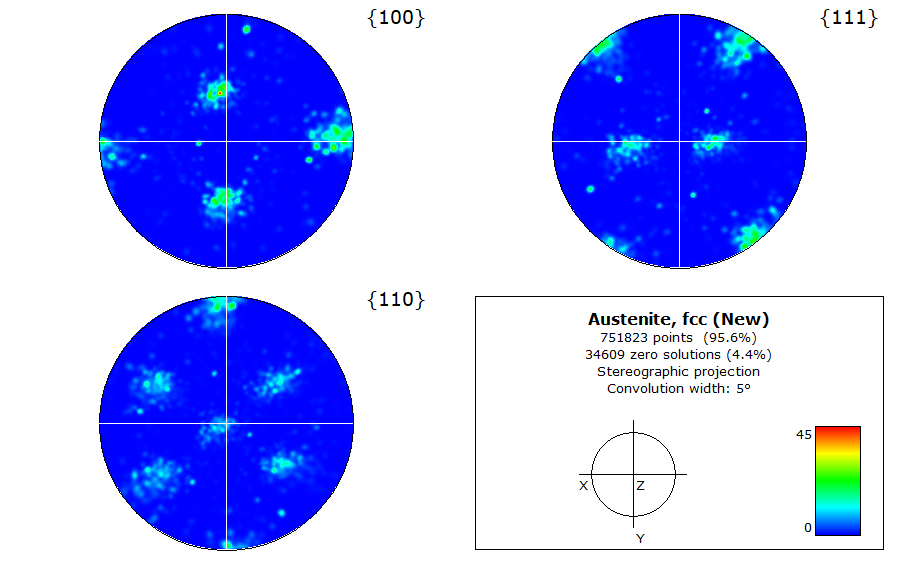 {100}
{111}
{110}
Austenite, fcc (New)
751823 points (95.6%)
34609 zero solutions (4.4%)
Stereographic projection
Convolution width: 5°
45
X
Z
0
Y